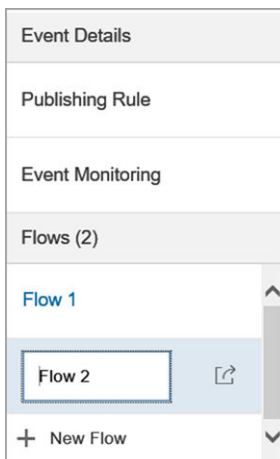 Event Details
Publishing Rule
Event Monitoring
Flows (2)
Flow 1
Flow 2
+ New Flow